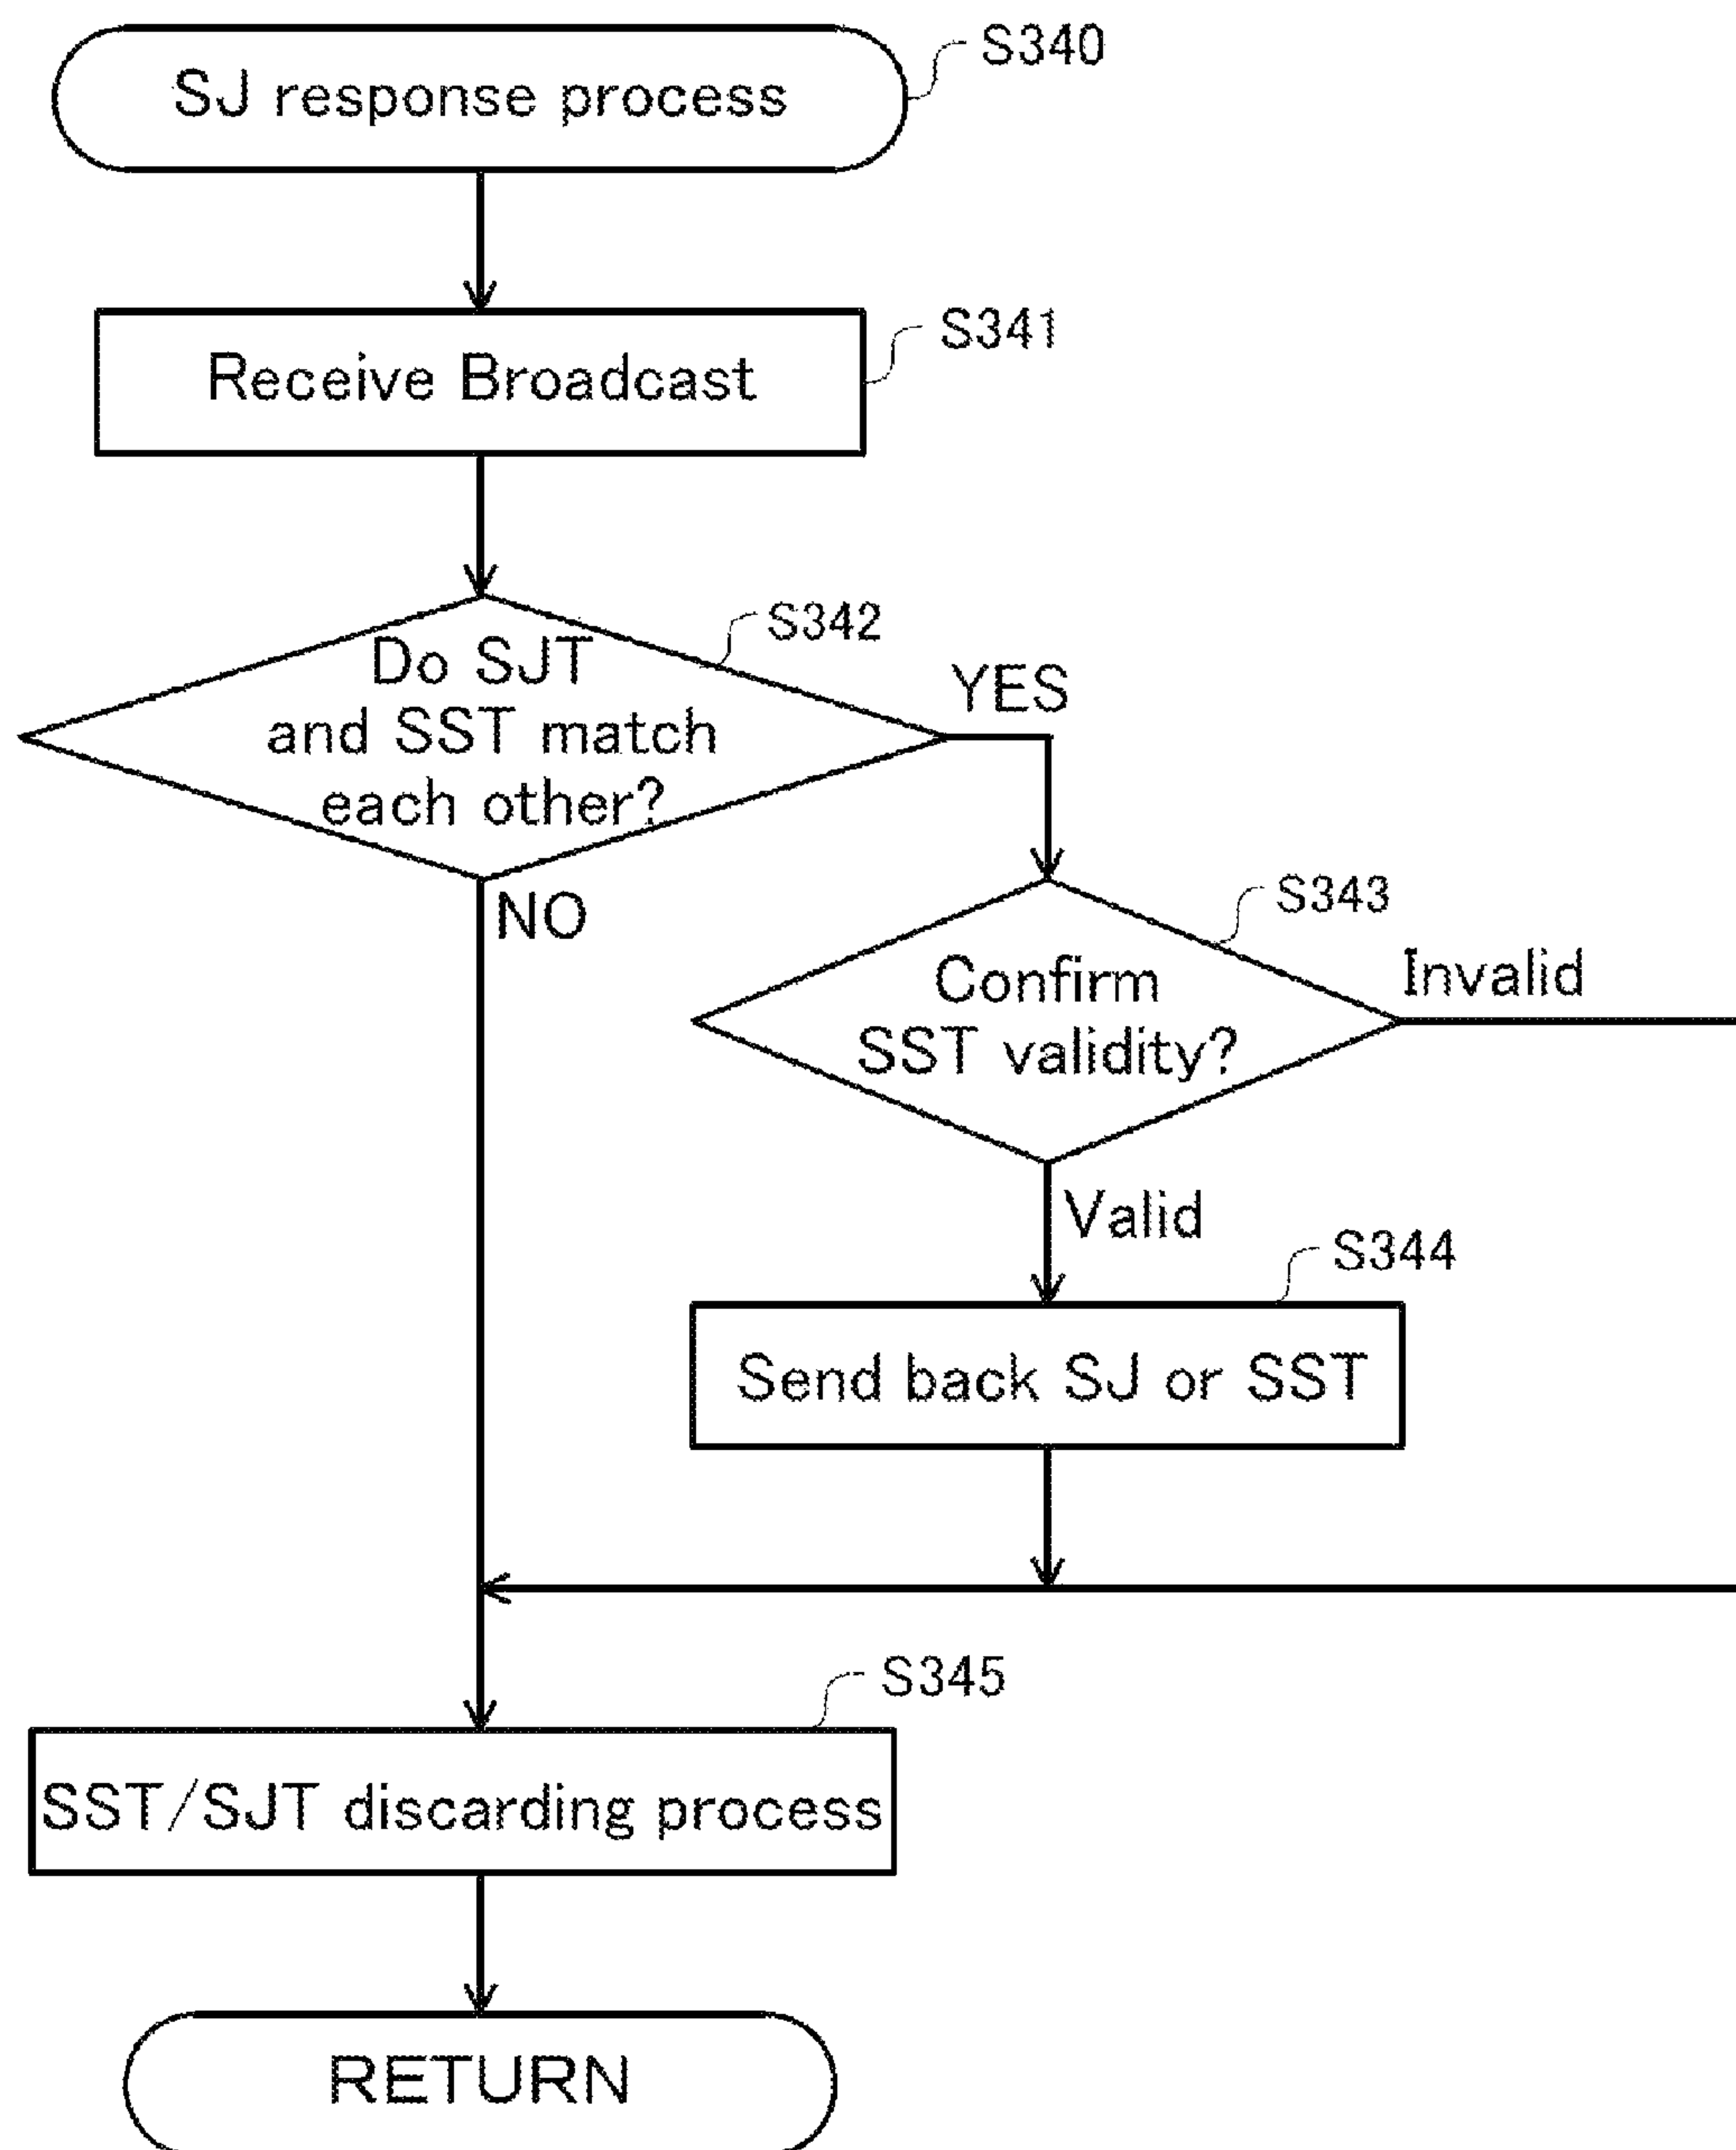 SJ response process
S340
Receive Broadcast
S341
Do SJT
and SST match
each other?
S342
YES
NO
Confirm
SST validity?
S343
Invalid
Valid
Send back SJ or SST
S344
SST/SJT discarding process
S345
RETURN